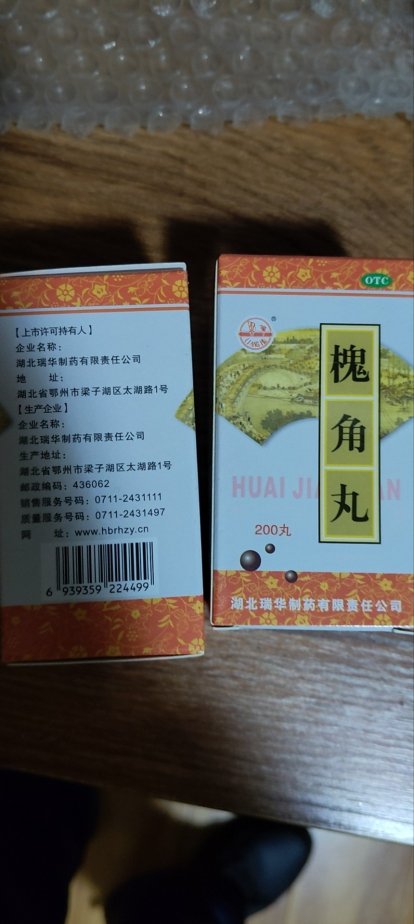 【上市许可持有人】
企业名称：
湖北瑞华制药有限责任公司
地 址：
湖北省鄂州市梁子湖区太湖路1号
【生产企业】
企业名称：
湖北瑞华制药有限责任公司
生产地址：
湖北省鄂州市梁子湖区太湖路1号
邮政编码：436062
销售服务号码：0711-2431111
质量服务号码：0711-2431497
网 址：www.hbrhzy.cn
6 939359 224499
OTC
®
槐角丸
HUAI JIAO WAN
200丸
湖北瑞华制药有限责任公司